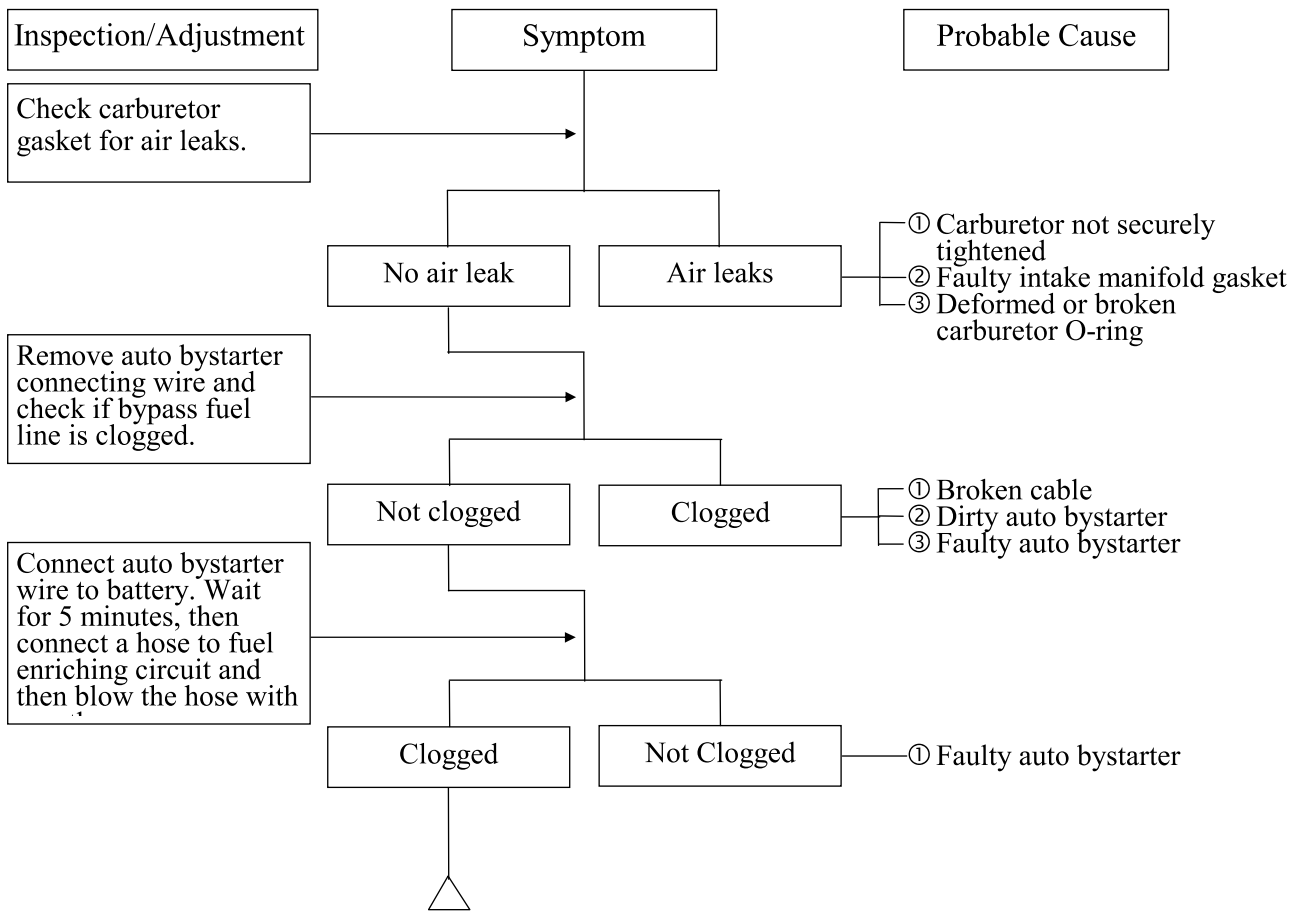 Inspection/Adjustment
Symptom
Probable Cause
Check carburetor
gasket for air leaks.
No air leak
Air leaks
① Carburetor not securely
tightened
② Faulty intake manifold gasket
③ Deformed or broken
carburetor O-ring
Remove auto bystarter
connecting wire and
check if bypass fuel
line is clogged.
Not clogged
Clogged
① Broken cable
② Dirty auto bystarter
③ Faulty auto bystarter
Connect auto bystarter
wire to battery. Wait
for 5 minutes, then
connect a hose to fuel
enriching circuit and
then blow the hose with
Clogged
Not Clogged
① Faulty auto bystarter